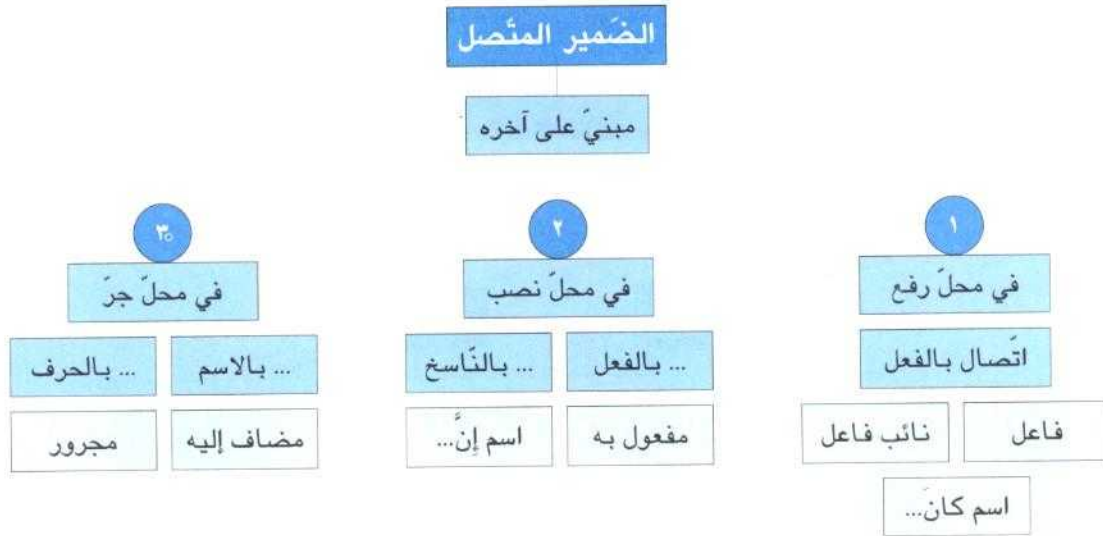 الضَمير المتّصل
مبنيّ على آخره
١
في محلّ رفع
اتّصال بالفعل
فاعل
نائب فاعل
اسم كانَ...
٢
في محلّ نصب
... بالفعل
... بالنّاسخ
مفعول به
اسم إنَّ...
٣
في محلّ جرّ
... بالاسم
... بالحرف
مضاف إليه
مجرور